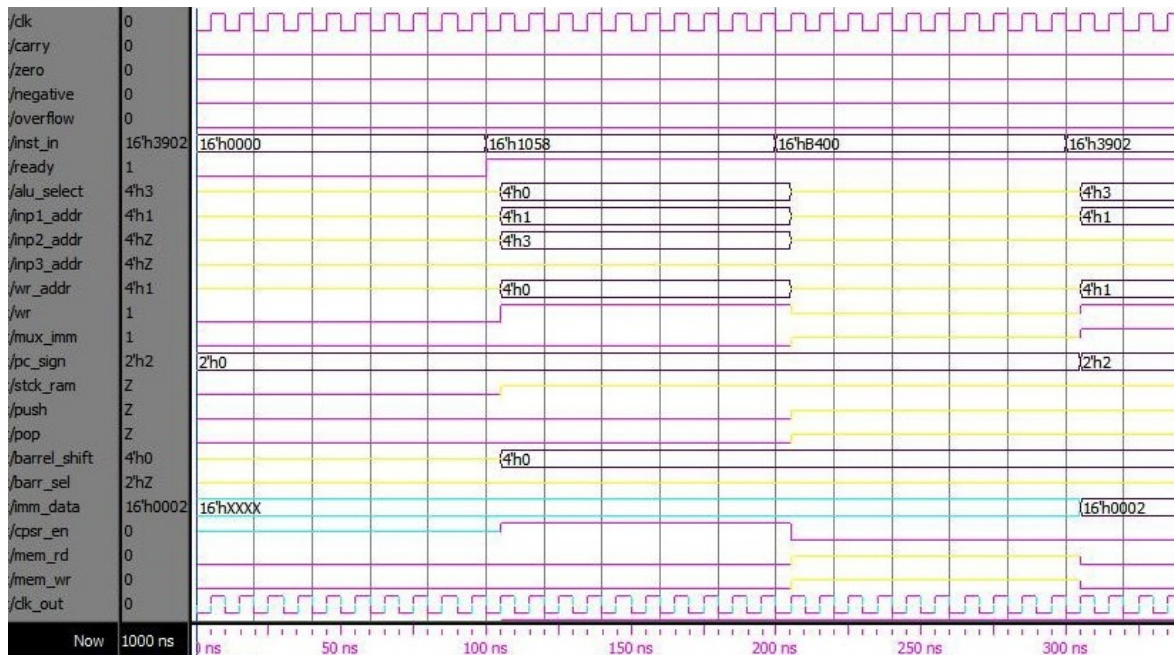 :/clk 0
:/carry 0
:/zero 0
:/negative 0
:/overflow 0
:/inst_in 16'h3902 16'h0000 16'h1058 16'hB400 16'h3902
:/ready 1
:/alu_select 4'h3 4'h0 4'h3
:/inp1_addr 4'h1 4'h1 4'h1
:/inp2_addr 4'hZ 4'h3
:/inp3_addr 4'hZ
:/wr_addr 4'h1 4'h0 4'h1
:/wr 1
:/mux_imm 1
:/pc_sign 2'h2 2'h0 2'h2
:/stck_ram Z
:/push Z
:/pop Z
:/barrel_shift 4'h0 4'h0
:/barr_sel 2'hZ
:/imm_data 16'h0002 16'hXXXX 16'h0002
:/cpsr_en 0
:/mem_rd 0
:/mem_wr 0
:/clk_out 0
Now 1000 ns 0 ns 50 ns 100 ns 150 ns 200 ns 250 ns 300 ns